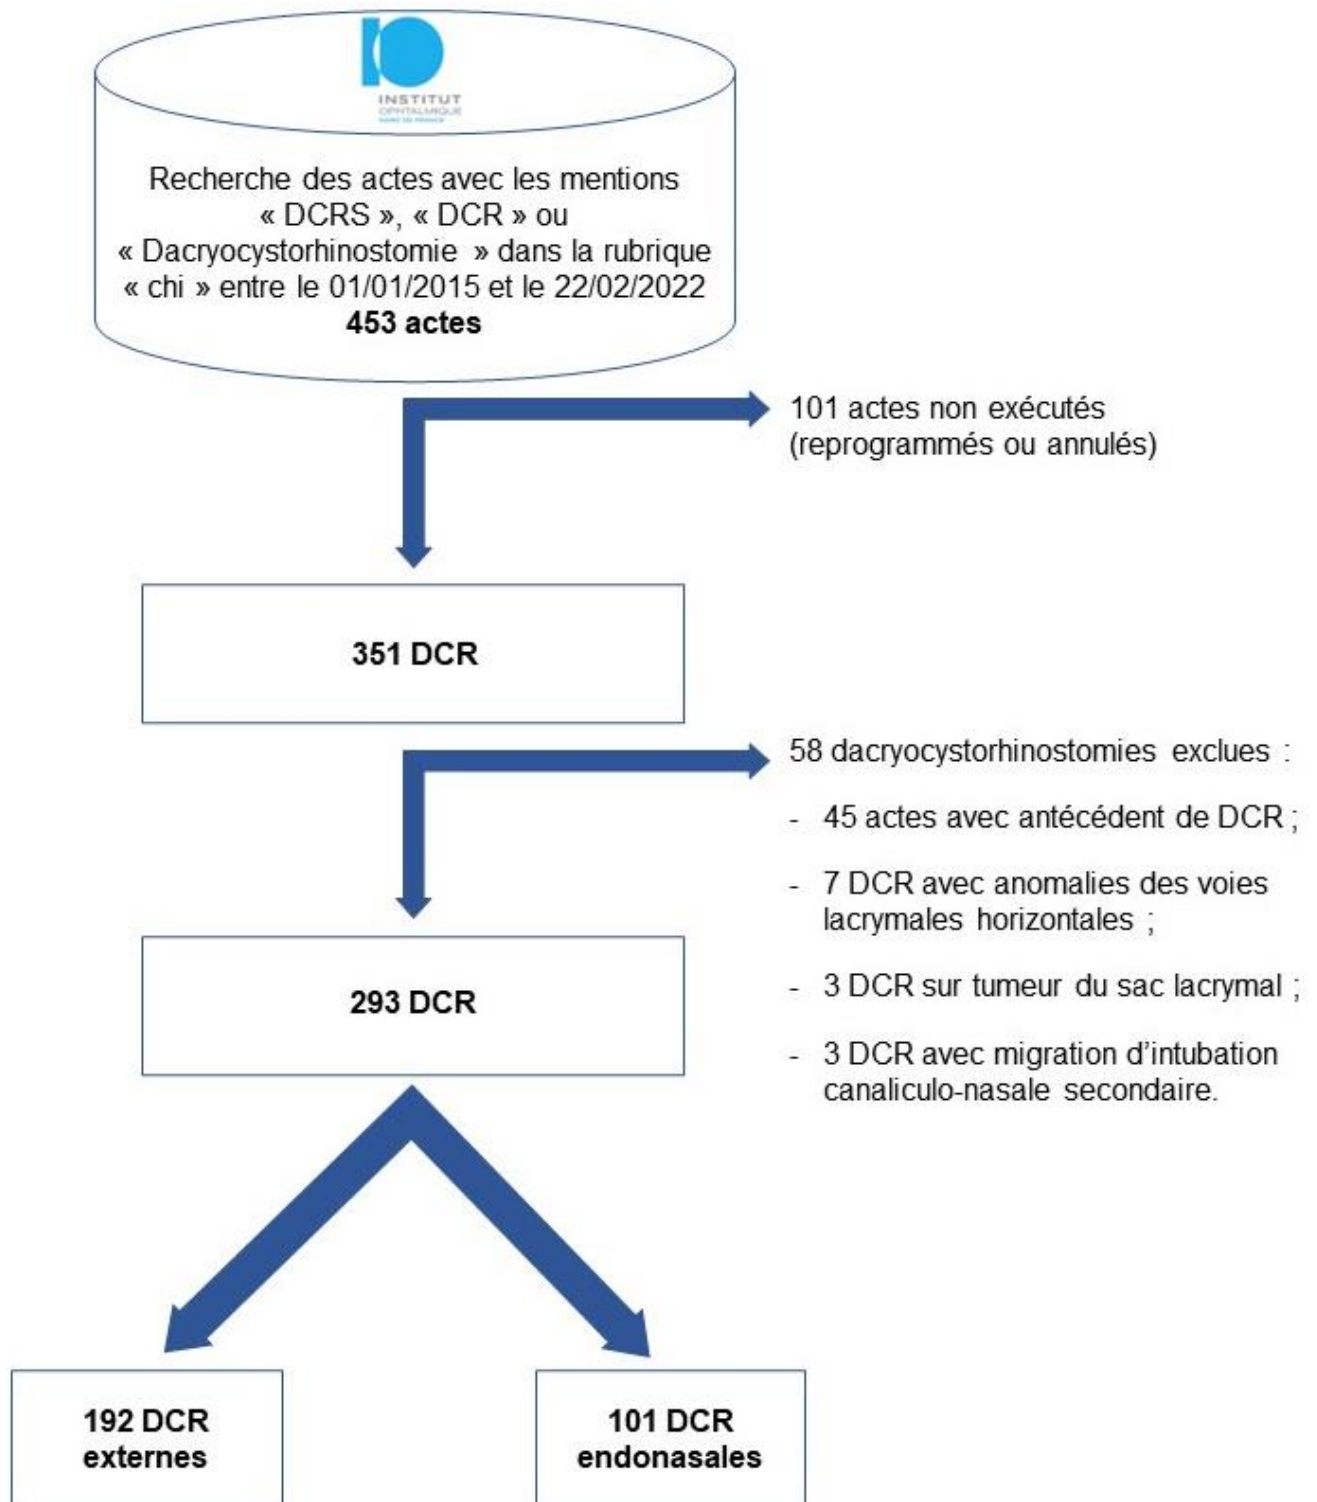 INSTITUT
OPHTALMIQUE
Recherche des actes avec les mentions
« DCRS », « DCR » ou
« Dacryocystorhinostomie » dans la rubrique
« chi » entre le 01/01/2015 et le 22/02/2022
453 actes
101 actes non exécutés
(reprogrammés ou annulés)
351 DCR
58 dacryocystorhinostomies exclues :
- 45 actes avec antécédent de DCR ;
- 7 DCR avec anomalies des voies
lacrymales horizontales ;
- 3 DCR sur tumeur du sac lacrymal ;
- 3 DCR avec migration d'intubation
canaliculo-nasale secondaire.
293 DCR
192 DCR
externes
101 DCR
endonasales